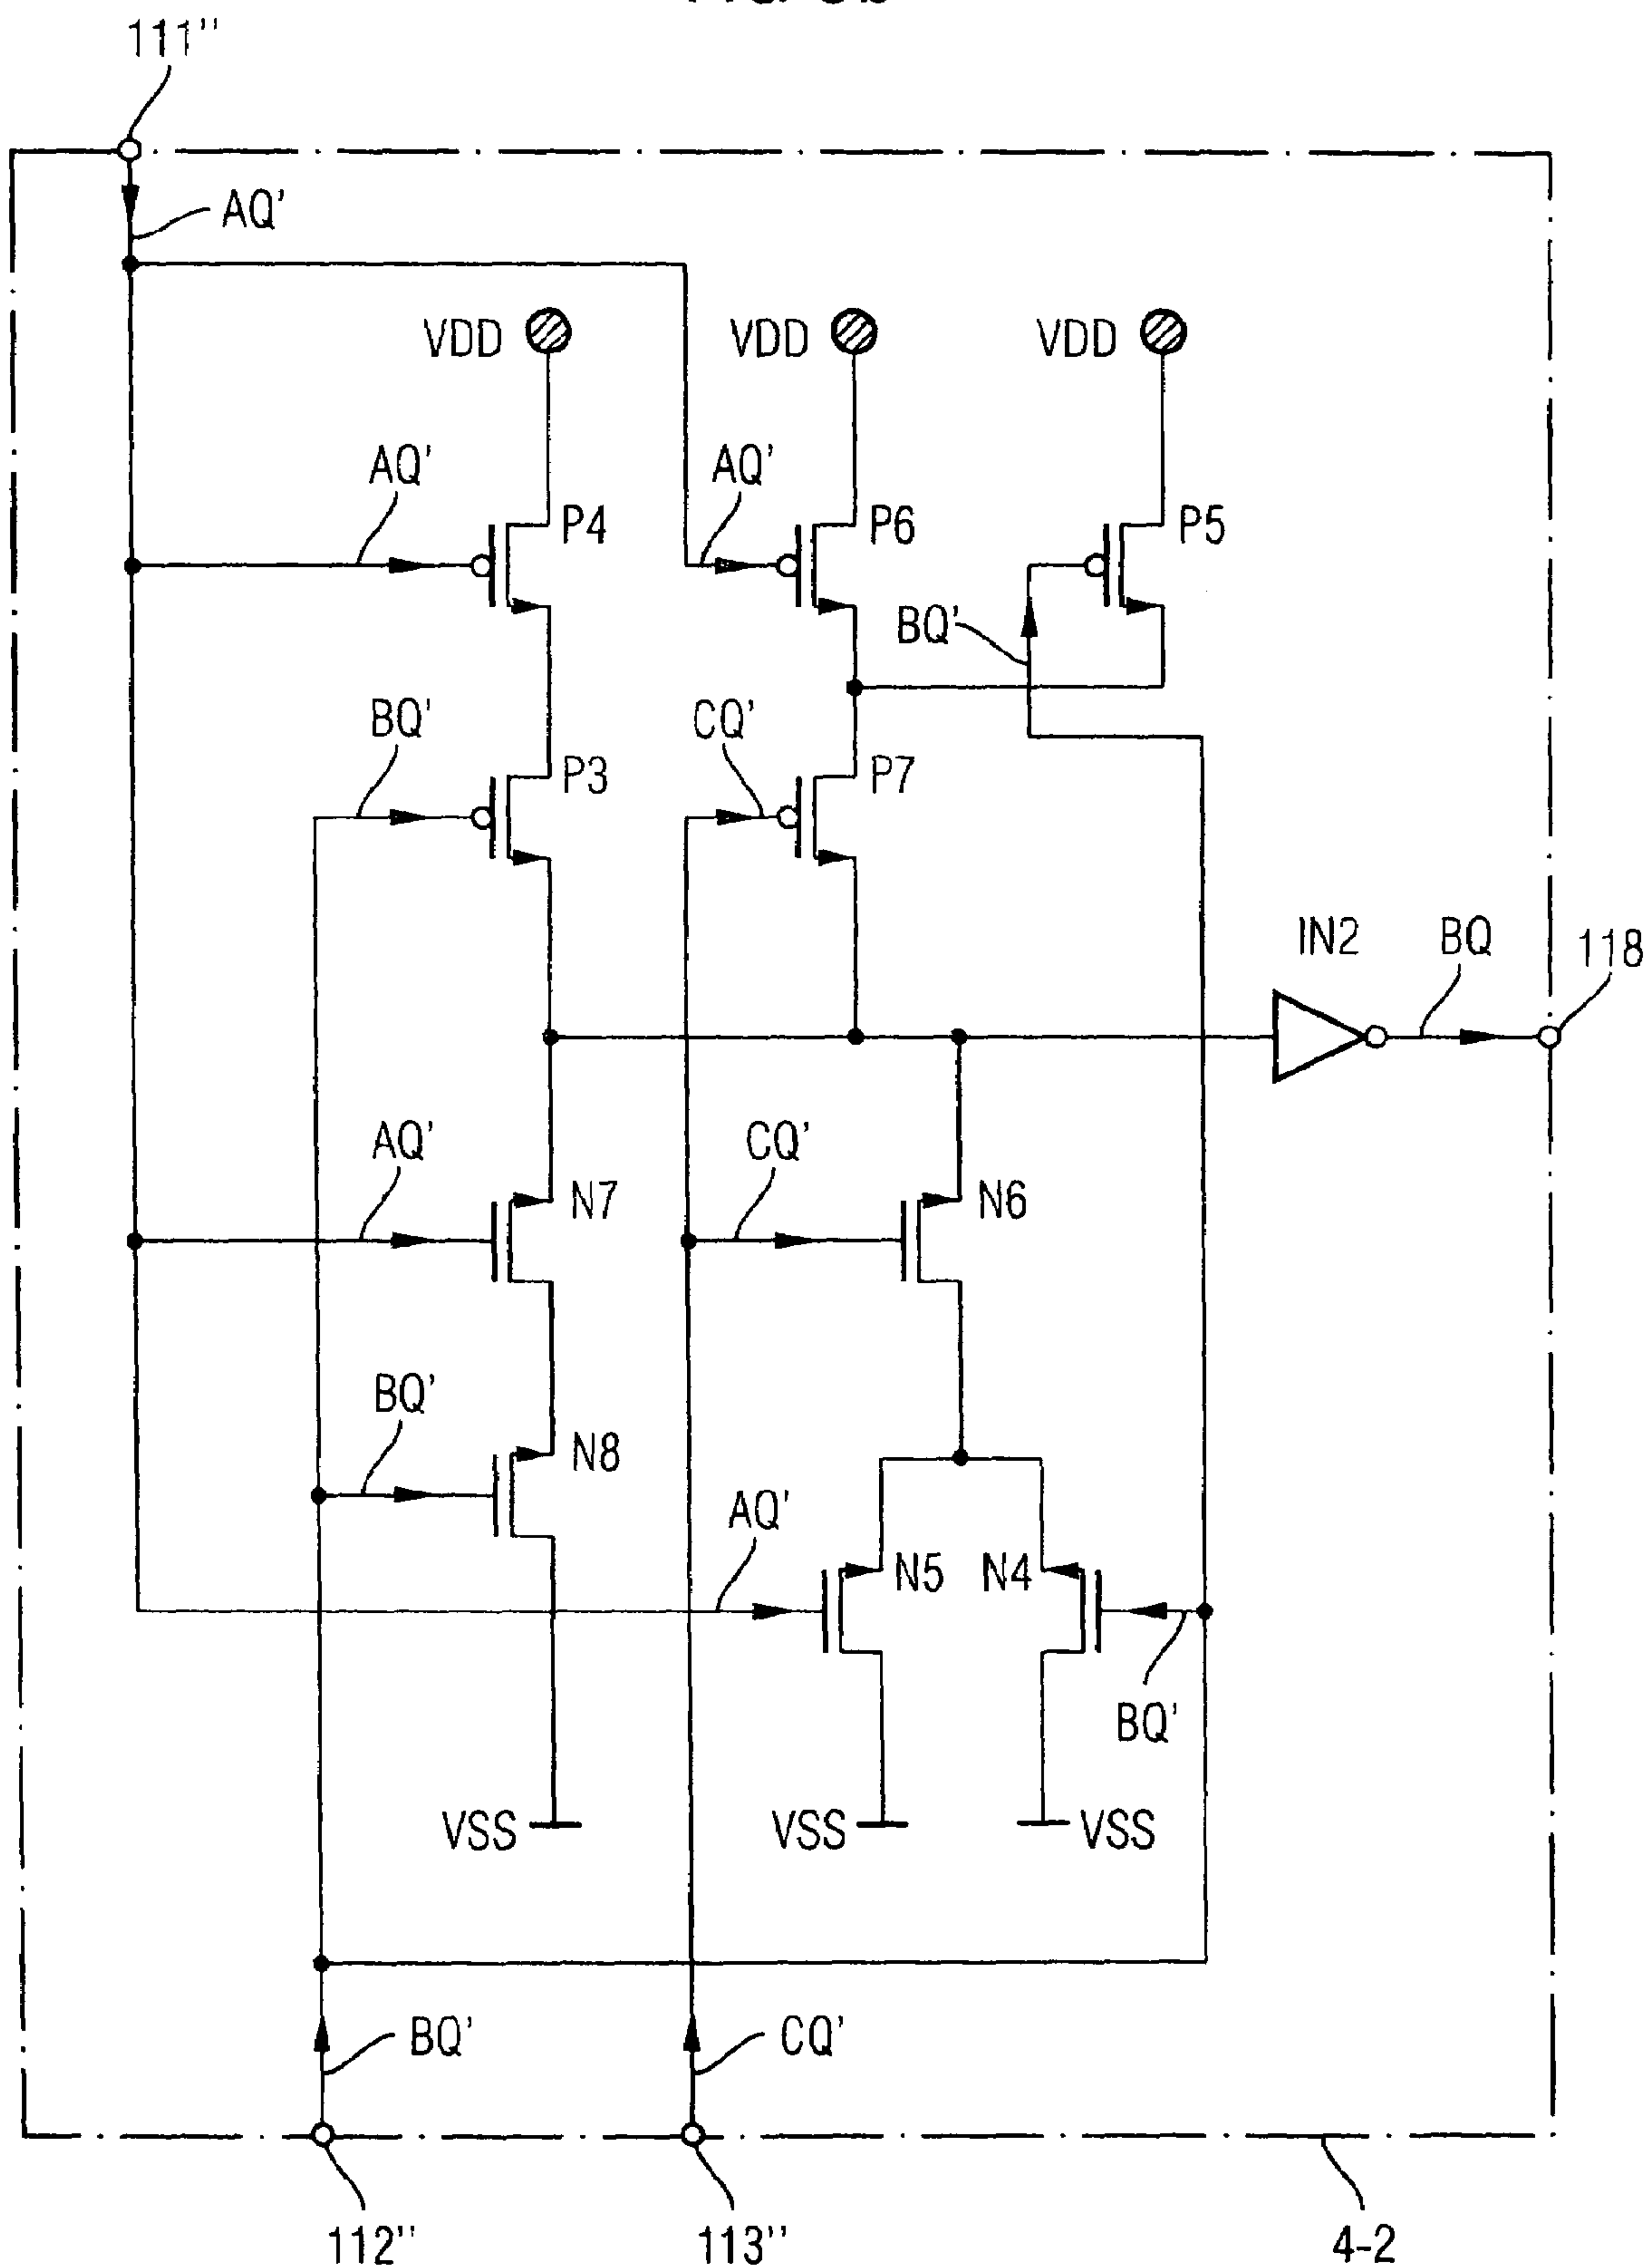 111''
AQ'
VDD
VDD
VDD
AQ'
P4
AQ'
P6
P5
BQ'
BQ'
P3
CQ'
P7
IN2
BQ
118
AQ'
N7
CQ'
N6
BQ'
N8
AQ'
N5
N4
BQ'
VSS
VSS
VSS
BQ'
CQ'
112''
113''
4-2